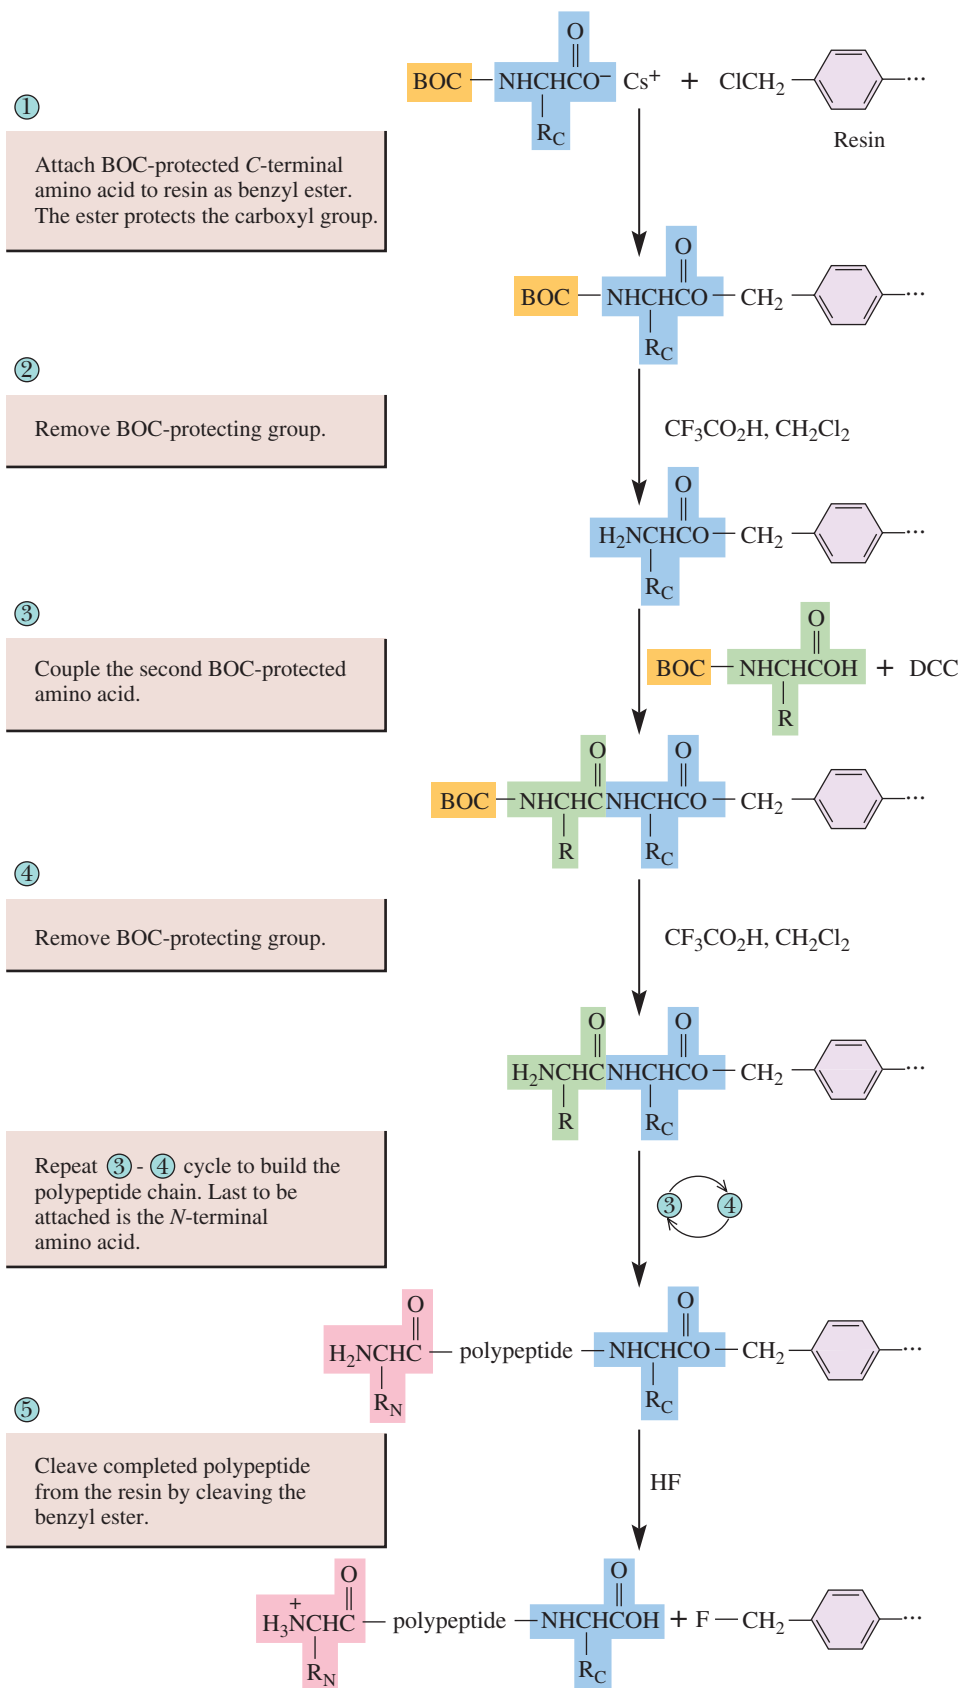 O
BOC NHCHCO⁻ Cs⁺ + ClCH₂ ···
R_C
Resin
1
Attach BOC-protected C-terminal
amino acid to resin as benzyl ester.
The ester protects the carboxyl group.
O
BOC NHCHCO CH₂ ···
R_C
2
Remove BOC-protecting group.
CF₃CO₂H, CH₂Cl₂
O
H₂NCHCO CH₂ ···
R_C
3
Couple the second BOC-protected
amino acid.
O
BOC NHCHCOH + DCC
R
O O
BOC NHCHCNHCHCO CH₂ ···
R R_C
4
Remove BOC-protecting group.
CF₃CO₂H, CH₂Cl₂
O O
H₂NCHCNHCHCO CH₂ ···
R R_C
Repeat 3 - 4 cycle to build the
polypeptide chain. Last to be
attached is the N-terminal
amino acid.
3 4
O O
H₂NCHC polypeptide NHCHCO CH₂ ···
R_N R_C
5
Cleave completed polypeptide
from the resin by cleaving the
benzyl ester.
HF
O O
H₃N⁺CHC polypeptide NHCHCOH + F CH₂ ···
R_N R_C